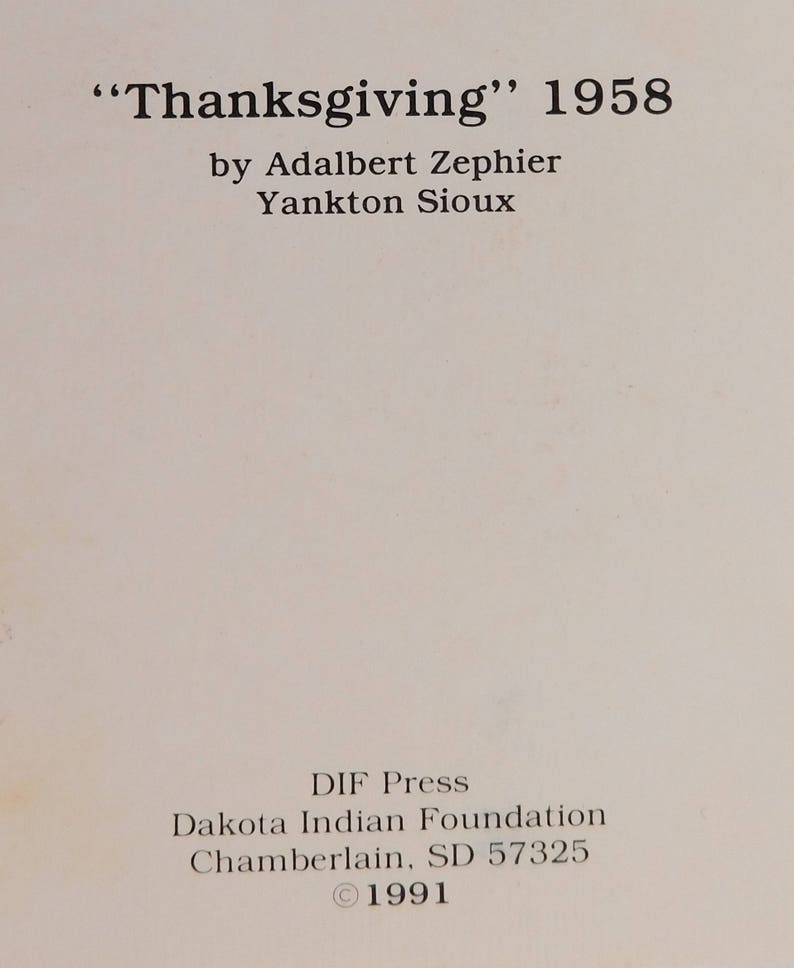 ‘‘Thanksgiving’’ 1958
by Adalbert Zephier
Yankton Sioux
DIF Press
Dakota Indian Foundation
Chamberlain, SD 57325
©1991